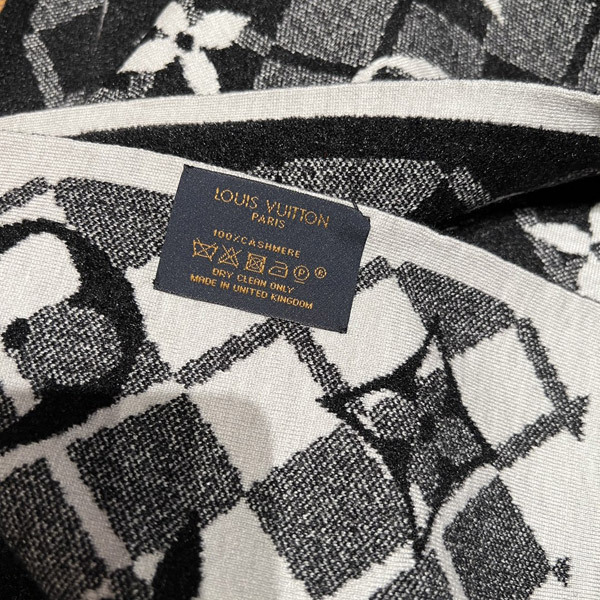 LOUIS VUITTON
PARIS
100%CASHMERE
P P
DRY CLEAN ONLY
MADE IN UNITED KINGDOM